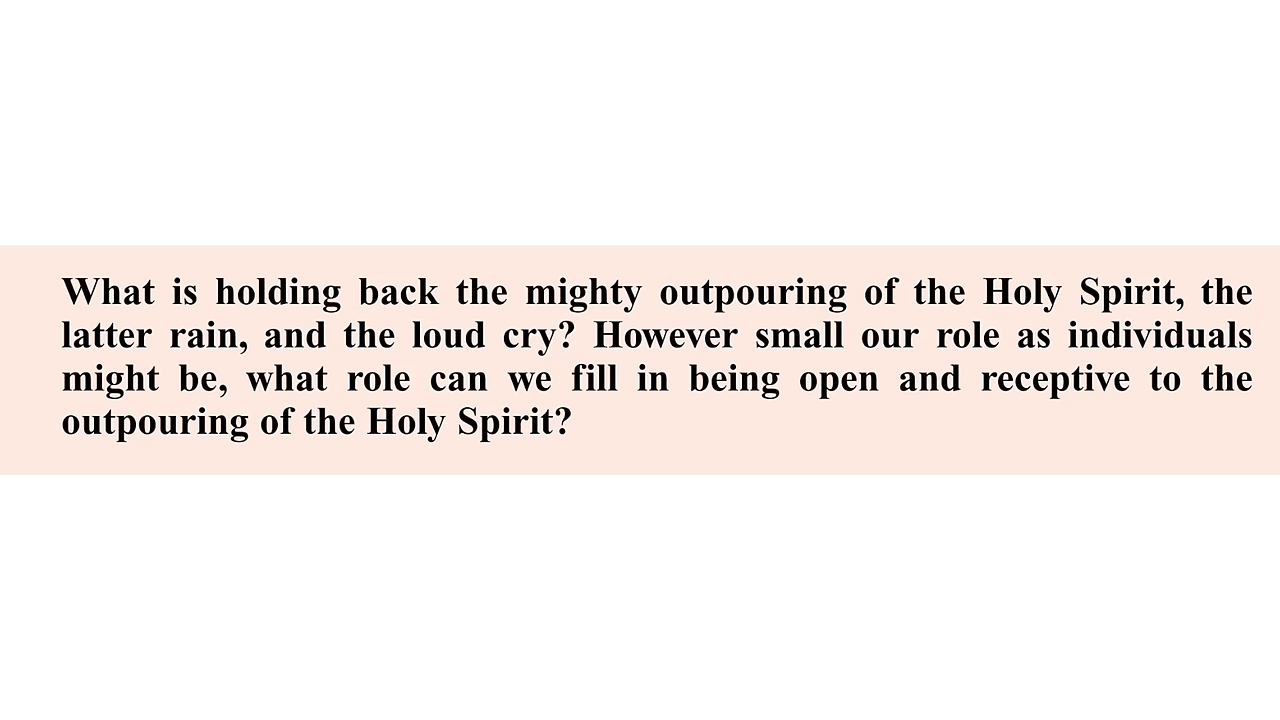 What is holding back the mighty outpouring of the Holy Spirit, the
latter rain, and the loud cry? However small our role as individuals
might be, what role can we fill in being open and receptive to the
outpouring of the Holy Spirit?